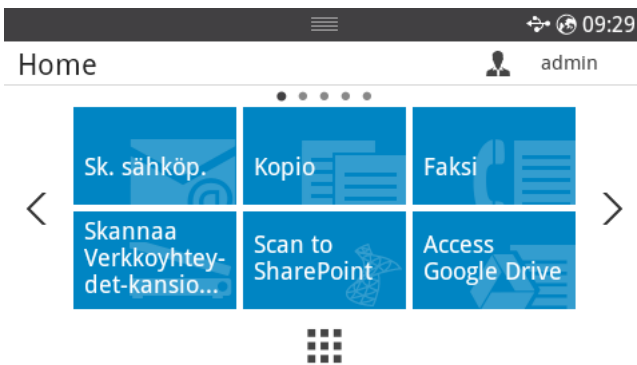 09:29
Home
admin
Sk. sähköp.
Kopio
Faksi
Skannaa
Verkkoyhtey-
det-kansio...
Scan to
SharePoint
Access
Google Drive